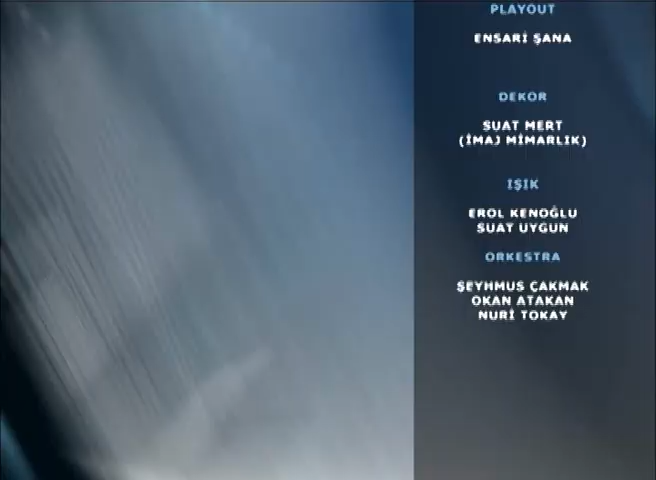 PLAYOUT
ENSARİ ŞANA
DEKOR
SUAT MERT
(İMAJ MİMARLIK)
IŞIK
EROL KENOĞLU
SUAT UYGUN
ORKESTRA
ŞEYHMUS ÇAKMAK
OKAN ATAKAN
NURİ TOKAY